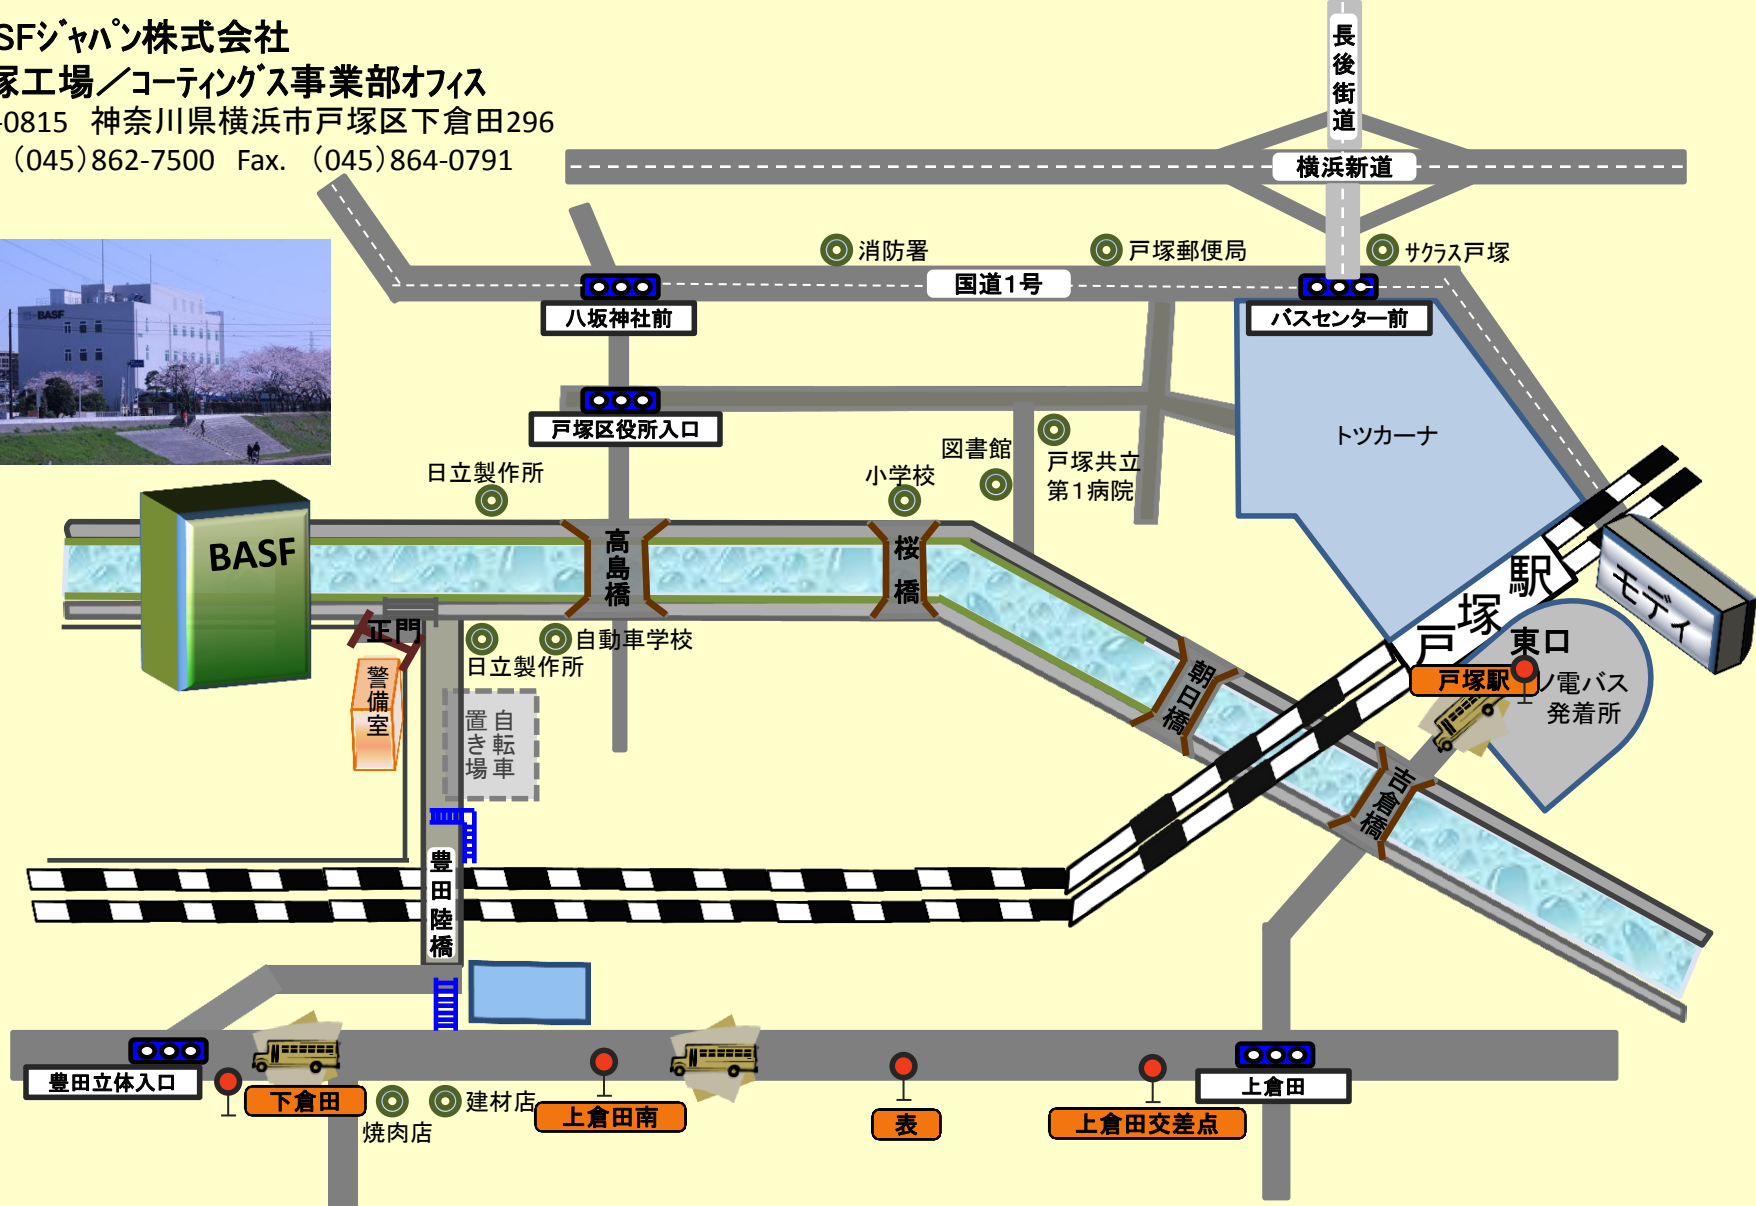 SFジャパン株式会社
塚工場／コーティングス事業部オフィス
-0815 神奈川県横浜市戸塚区下倉田296
（045）862-7500 Fax. （045）864-0791
長後街道
横浜新道
消防署
戸塚郵便局
サクラス戸塚
国道1号
八坂神社前
バスセンター前
BASF
戸塚区役所入口
トツカーナ
図書館
戸塚共立
第1病院
日立製作所
小学校
BASF
高島橋
桜橋
戸塚駅
モディ
正門
自動車学校
日立製作所
東口
警備室
朝日橋
戸塚駅
ノ電バス
発着所
自転車
置き場
吉倉橋
豊田陸橋
豊田立体入口
下倉田
焼肉店
建材店
上倉田南
表
上倉田交差点
上倉田